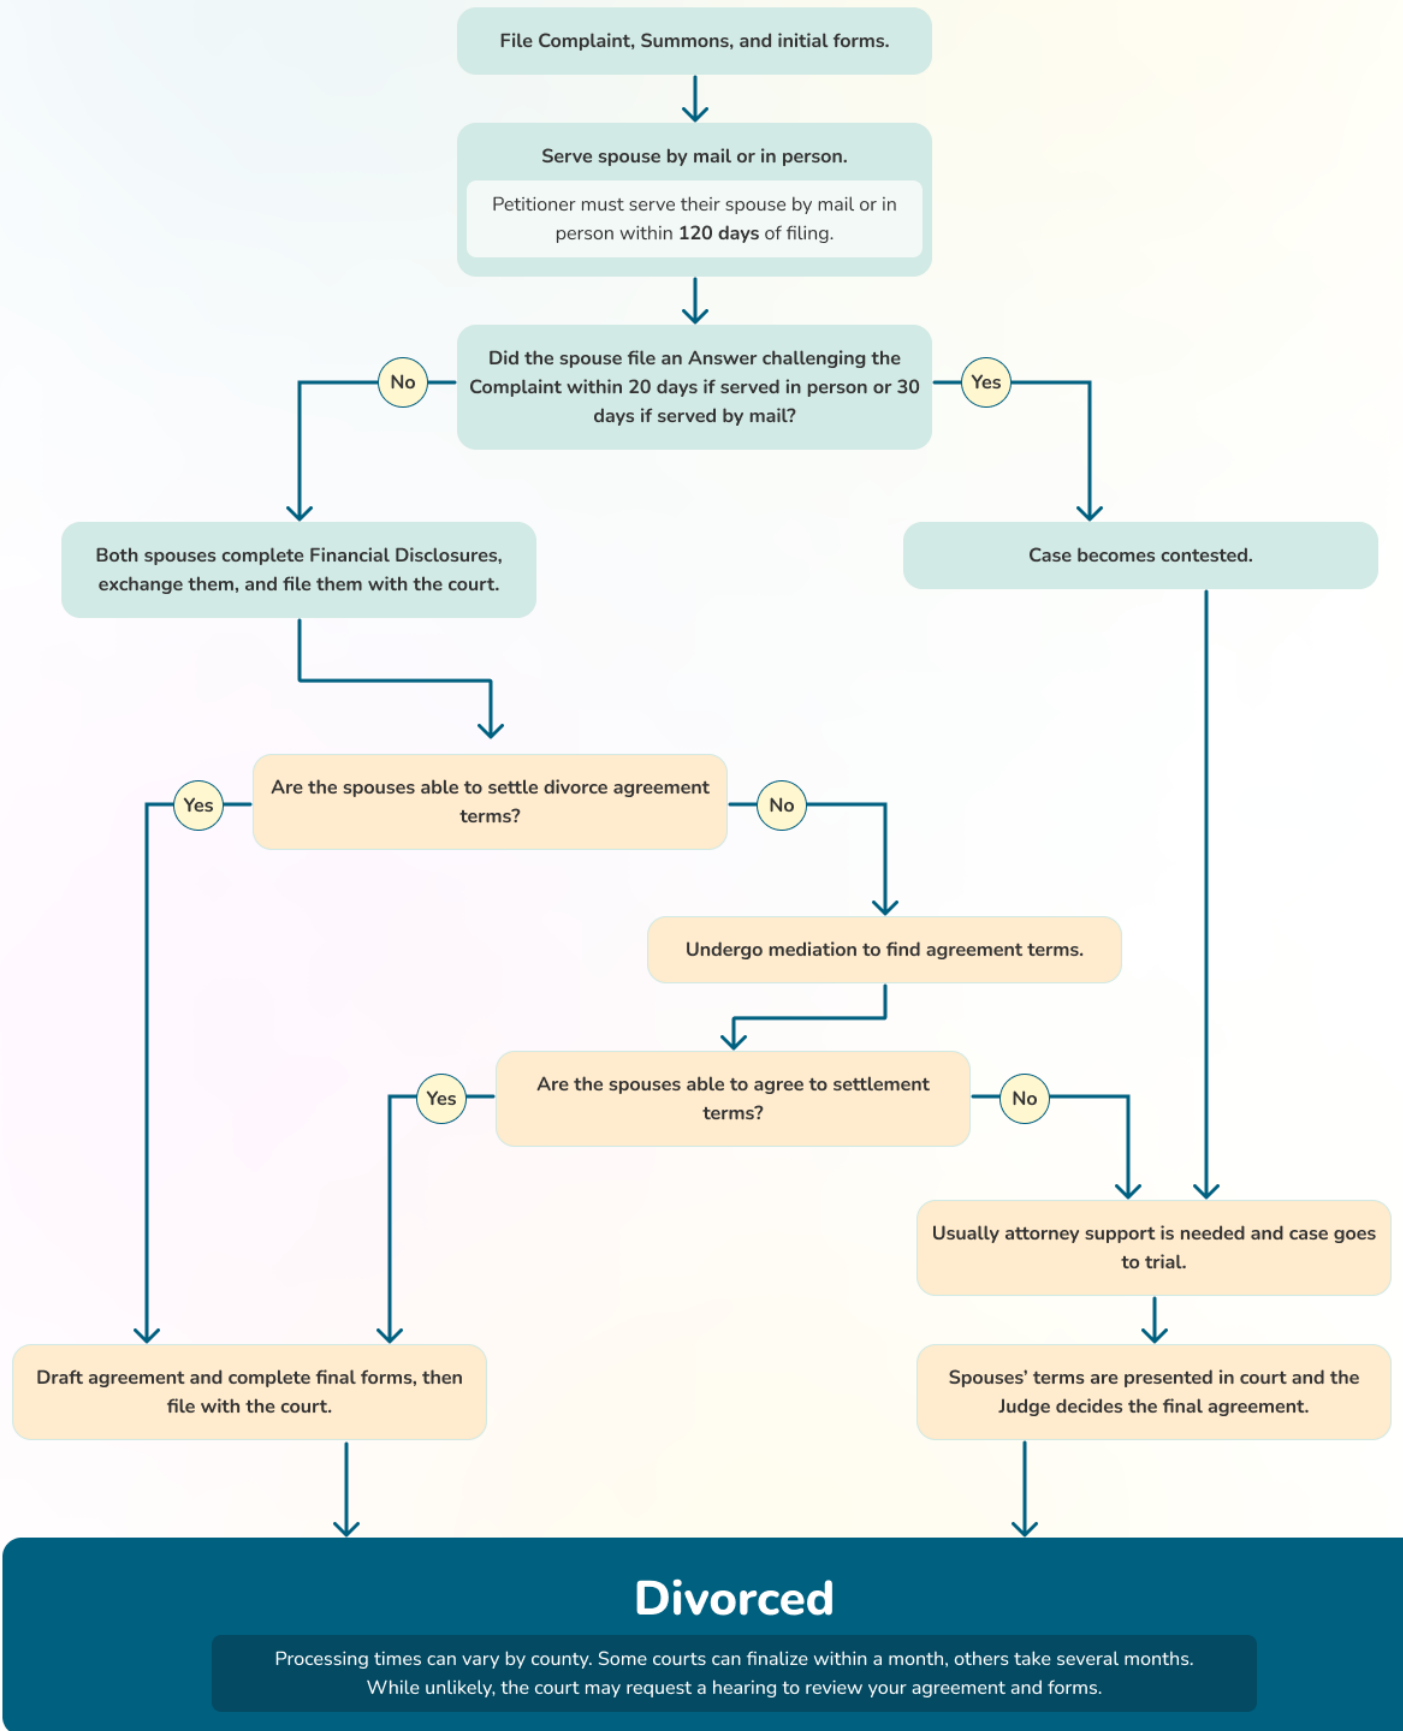 File Complaint, Summons, and initial forms.
Serve spouse by mail or in person.
Petitioner must serve their spouse by mail or in
person within 120 days of filing.
Did the spouse file an Answer challenging the
Complaint within 20 days if served in person or 30
days if served by mail?
No
Yes
Both spouses complete Financial Disclosures,
exchange them, and file them with the court.
Case becomes contested.
Are the spouses able to settle divorce agreement
terms?
Yes
No
Undergo mediation to find agreement terms.
Are the spouses able to agree to settlement
terms?
Yes
No
Usually attorney support is needed and case goes
to trial.
Draft agreement and complete final forms, then
file with the court.
Spouses’ terms are presented in court and the
Judge decides the final agreement.
Divorced
Processing times can vary by county. Some courts can finalize within a month, others take several months.
While unlikely, the court may request a hearing to review your agreement and forms.